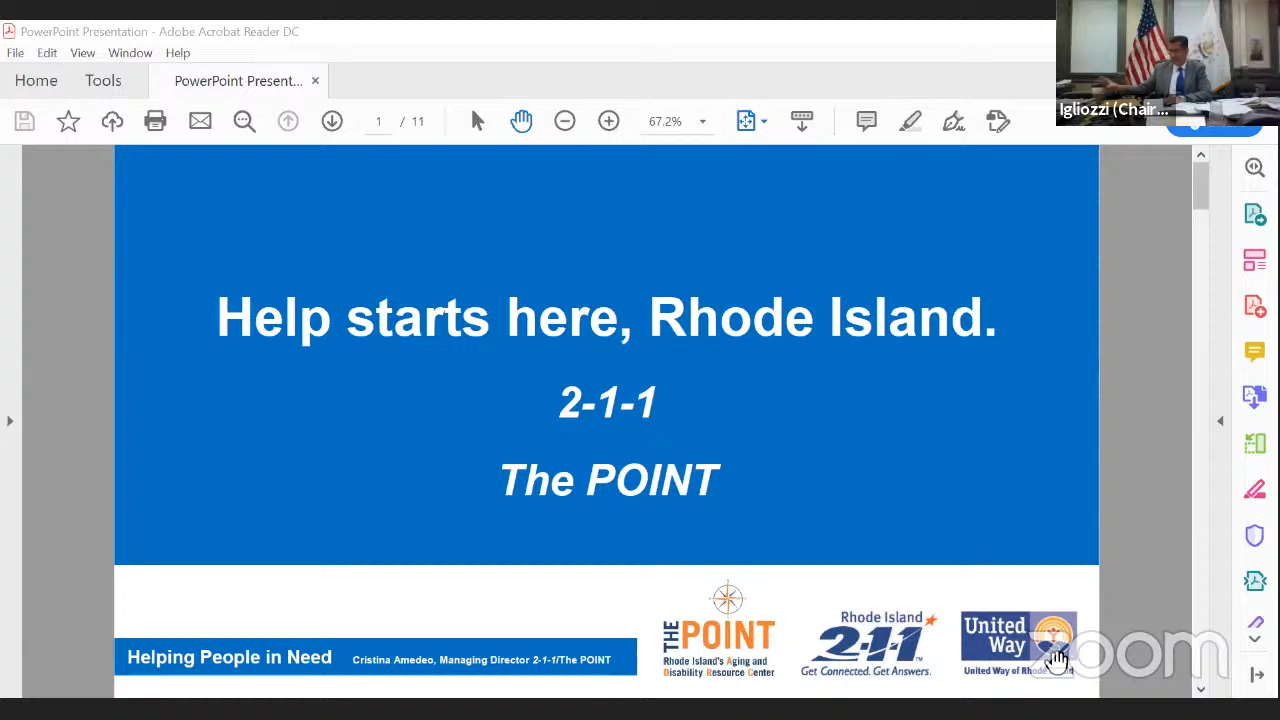 PowerPoint Presentation - Adobe Acrobat Reader DC
File Edit View Window Help
Home Tools PowerPoint Present... ×
/ 11 67.2%
Igliozzi (Chair...
Help starts here, Rhode Island.
2-1-1
The POINT
Helping People in Need Cristina Amedeo, Managing Director 2-1-1/The POINT
THE POINT
Rhode Island's Aging and
Disability Resource Center
Rhode Island
2-1-1™
Get Connected. Get Answers.
United
Way
United Way of Rhode
zoom